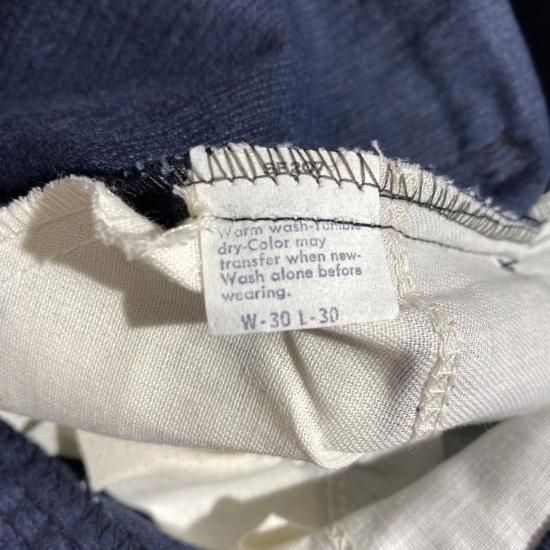 Warm wash-Tumble
dry-Color may
transfer when new-
Wash alone before
wearing.
W-30 L-30